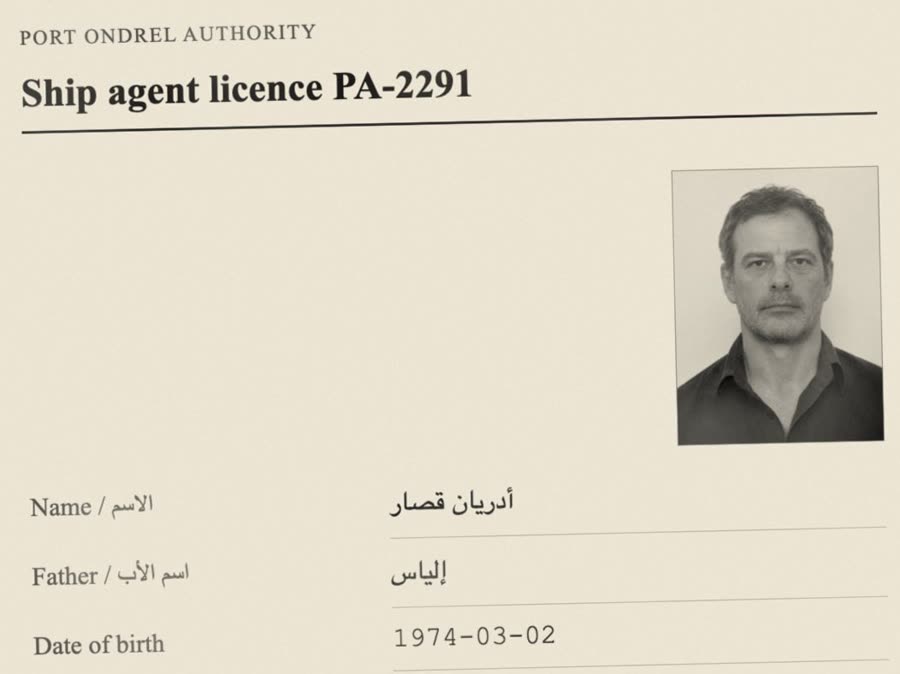 PORT ONDREL AUTHORITY
Ship agent licence PA-2291
Name / الاسم أدريان قصار
Father / اسم الأب إلياس
Date of birth 1974-03-02